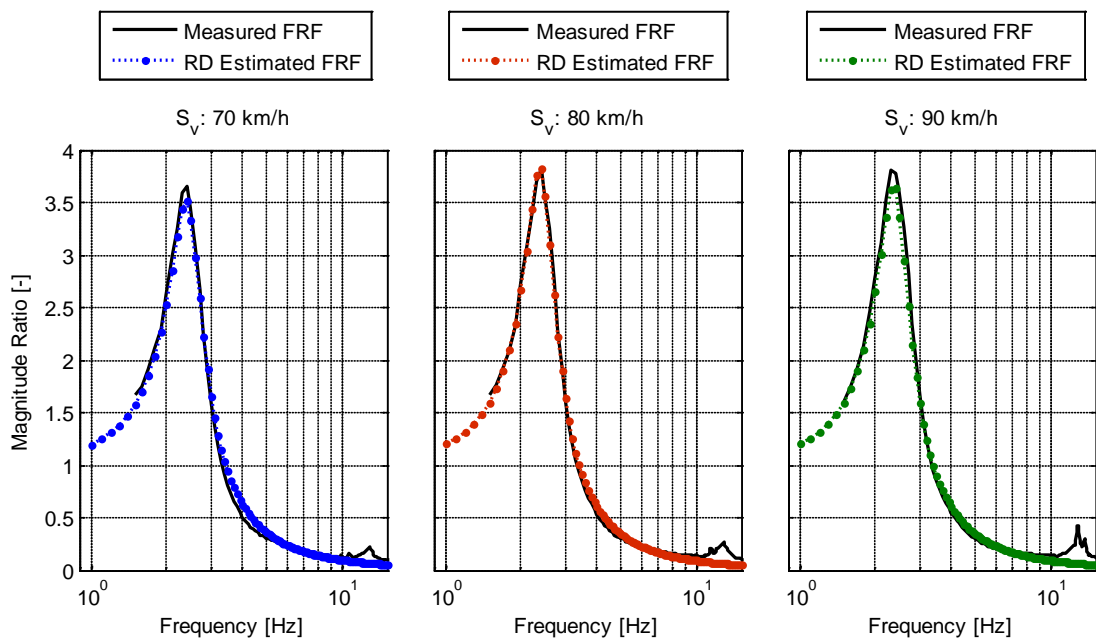 Measured FRF
RD Estimated FRF
Measured FRF
RD Estimated FRF
Measured FRF
RD Estimated FRF
S_v: 70 km/h
S_v: 80 km/h
S_v: 90 km/h
Magnitude Ratio [-]
4
3.5
3
2.5
2
1.5
1
0.5
0
10^0
10^1
10^0
10^1
10^0
10^1
Frequency [Hz]
Frequency [Hz]
Frequency [Hz]